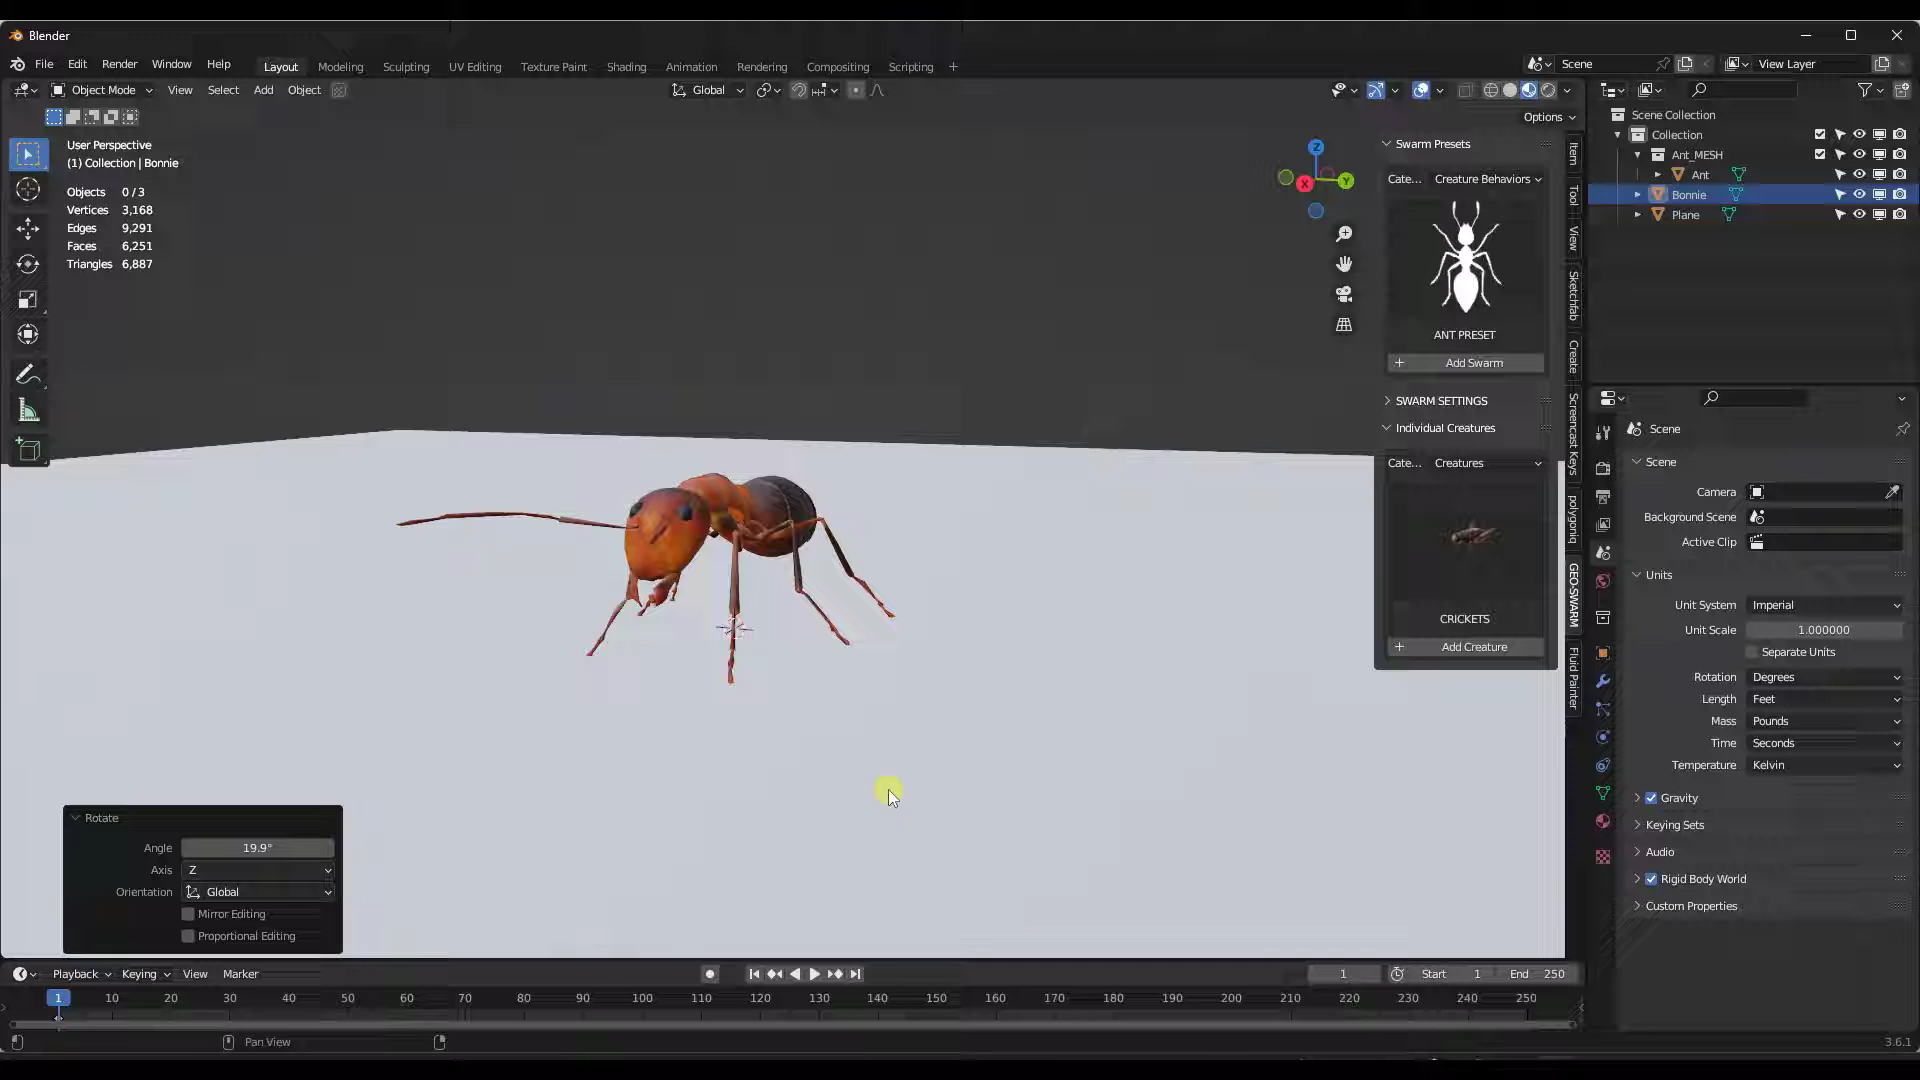 Blender
File Edit Render Window Help
Layout Modeling Sculpting UV Editing Texture Paint Shading Animation Rendering Compositing Scripting +
Scene
View Layer
Object Mode View Select Add Object
Global
Options
User Perspective
(1) Collection | Bonnie
Objects 0 / 3
Vertices 3,168
Edges 9,291
Faces 6,251
Triangles 6,887
Z
X
Y
Swarm Presets
Cate... Creature Behaviors
ANT PRESET
+ Add Swarm
SWARM SETTINGS
Individual Creatures
Cate... Creatures
CRICKETS
+ Add Creature
Item
Tool
View
Sketchfab
Create
Screencast Keys
polygoniq
GEO-SWARM
Fluid Painter
Scene Collection
Collection
Ant_MESH
Ant
Bonnie
Plane
Scene
Scene
Camera
Background Scene
Active Clip
Units
Unit System Imperial
Unit Scale 1.000000
Separate Units
Rotation Degrees
Length Feet
Mass Pounds
Time Seconds
Temperature Kelvin
Gravity
Keying Sets
Audio
Rigid Body World
Custom Properties
Rotate
Angle 19.9°
Axis Z
Orientation Global
Mirror Editing
Proportional Editing
Playback Keying View Marker
1 Start 1 End 250
1 10 20 30 40 50 60 70 80 90 100 110 120 130 140 150 160 170 180 190 200 210 220 230 240 250
Pan View
3.6.1